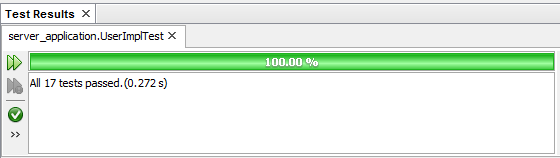 Test Results
server_application.UserImplTest
100.00 %
All 17 tests passed.(0.272 s)